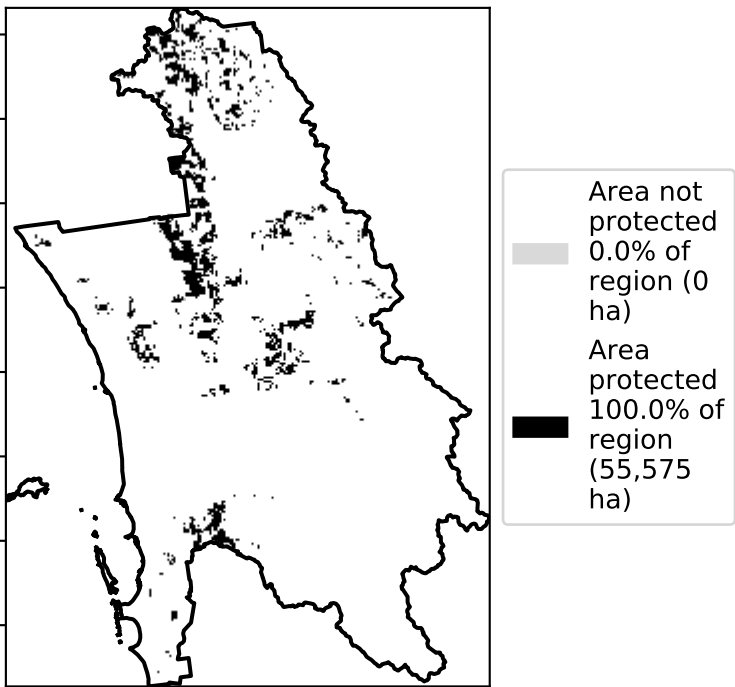 Area not
protected
0.0% of
region (0
ha)
Area
protected
100.0% of
region
(55,575
ha)